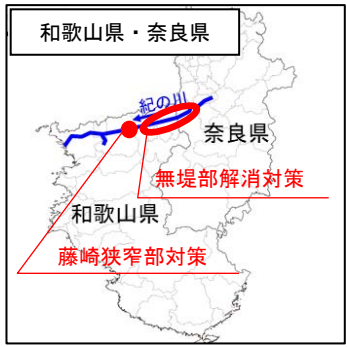 和歌山県・奈良県
紀の川
奈良県
無堤部解消対策
和歌山県
藤崎狭窄部対策